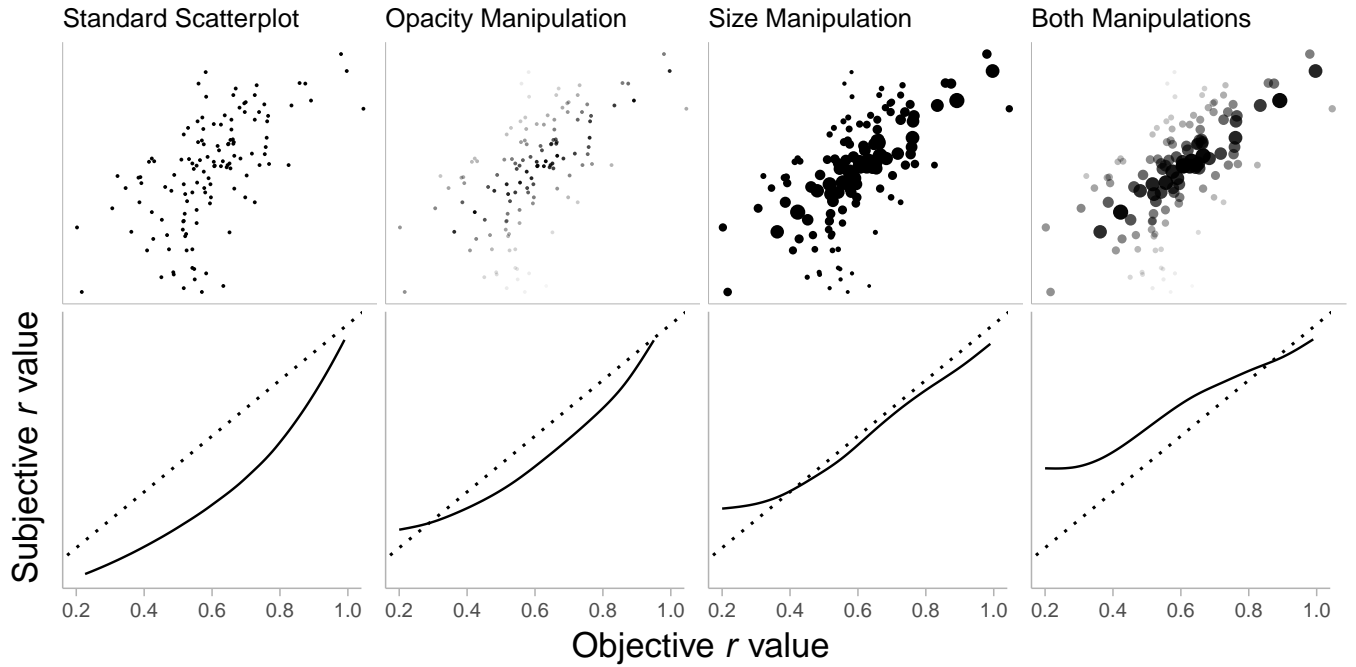 Standard Scatterplot
Opacity Manipulation
Size Manipulation
Both Manipulations
Subjective r value
0.2 0.4 0.6 0.8 1.0
0.2 0.4 0.6 0.8 1.0
0.2 0.4 0.6 0.8 1.0
0.2 0.4 0.6 0.8 1.0
Objective r value